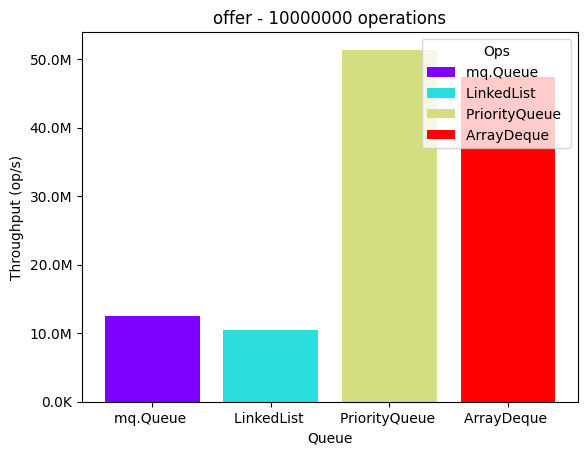 offer - 10000000 operations
Ops
mq.Queue
LinkedList
PriorityQueue
ArrayDeque
50.0M
40.0M
30.0M
20.0M
10.0M
0.0K
Throughput (op/s)
mq.Queue LinkedList PriorityQueue ArrayDeque
Queue